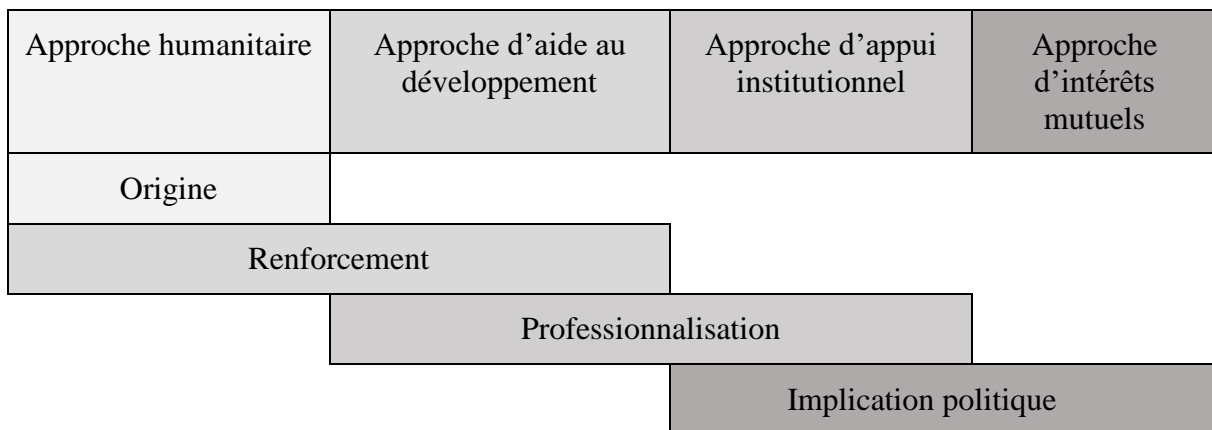 Approche humanitaire
Approche d’aide au
développement
Approche d’appui
institutionnel
Approche
d’intérêts
mutuels
Origine
Renforcement
Professionnalisation
Implication politique